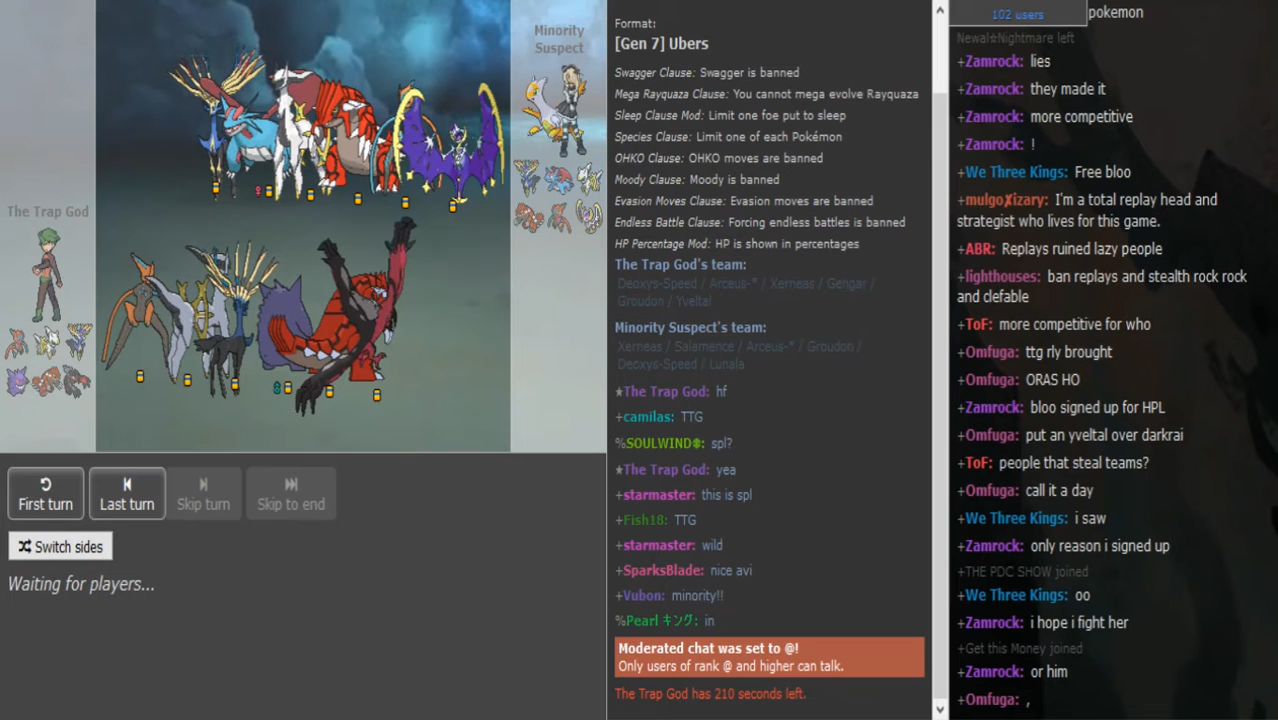 The Trap God
Minority
Suspect
First turn
Last turn
Skip turn
Skip to end
Switch sides
Waiting for players...
Format:
[Gen 7] Ubers
Swagger Clause: Swagger is banned
Mega Rayquaza Clause: You cannot mega evolve Rayquaza
Sleep Clause Mod: Limit one foe put to sleep
Species Clause: Limit one of each Pokémon
OHKO Clause: OHKO moves are banned
Moody Clause: Moody is banned
Evasion Moves Clause: Evasion moves are banned
Endless Battle Clause: Forcing endless battles is banned
HP Percentage Mod: HP is shown in percentages
The Trap God's team:
Deoxys-Speed / Arceus-* / Xerneas / Gengar /
Groudon / Yveltal
Minority Suspect's team:
Xerneas / Salamence / Arceus-* / Groudon /
Deoxys-Speed / Lunala
★The Trap God: hf
+camilas: TTG
%SOULWIND❄: spl?
★The Trap God: yea
+starmaster: this is spl
+Fish18: TTG
+starmaster: wild
+SparksBlade: nice avi
+Vubon: minority!!
%Pearl キング: in
Moderated chat was set to @!
Only users of rank @ and higher can talk.
The Trap God has 210 seconds left.
102 users
pokemon
Newal☆Nightmare left
+Zamrock: lies
+Zamrock: they made it
+Zamrock: more competitive
+Zamrock: !
+We Three Kings: Free bloo
+mulgoxizary: I'm a total replay head and
strategist who lives for this game.
+ABR: Replays ruined lazy people
+lighthouses: ban replays and stealth rock rock
and clefable
+ToF: more competitive for who
+Omfuga: ttg rly brought
+Omfuga: ORAS HO
+Zamrock: bloo signed up for HPL
+Omfuga: put an yveltal over darkrai
+ToF: people that steal teams?
+Omfuga: call it a day
+We Three Kings: i saw
+Zamrock: only reason i signed up
+THE PDC SHOW joined
+We Three Kings: oo
+Zamrock: i hope i fight her
+Get this Money joined
+Zamrock: or him
+Omfuga: ,